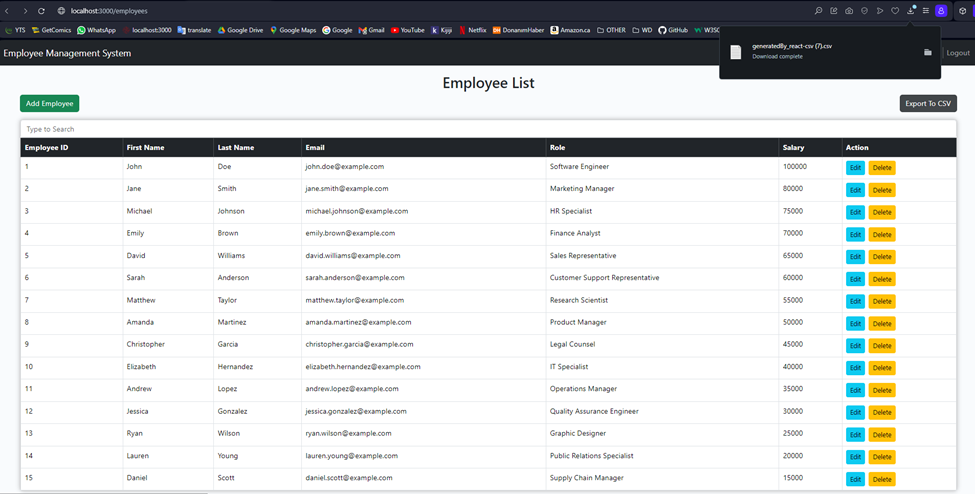 localhost:3000/employees
YTS GetComics WhatsApp localhost:3000 translate Google Drive Google Maps Google Gmail YouTube Kijiji Netflix DonanımHaber Amazon.ca OTHER WD GitHub W3SC
generatedBy_react-csv (7).csv
Download complete
Employee Management System Logout
Employee List
Add Employee Export To CSV
Type to Search
Employee ID First Name Last Name Email Role Salary Action
1 John Doe john.doe@example.com Software Engineer 100000 Edit Delete
2 Jane Smith jane.smith@example.com Marketing Manager 80000 Edit Delete
3 Michael Johnson michael.johnson@example.com HR Specialist 75000 Edit Delete
4 Emily Brown emily.brown@example.com Finance Analyst 70000 Edit Delete
5 David Williams david.williams@example.com Sales Representative 65000 Edit Delete
6 Sarah Anderson sarah.anderson@example.com Customer Support Representative 60000 Edit Delete
7 Matthew Taylor matthew.taylor@example.com Research Scientist 55000 Edit Delete
8 Amanda Martinez amanda.martinez@example.com Product Manager 50000 Edit Delete
9 Christopher Garcia christopher.garcia@example.com Legal Counsel 45000 Edit Delete
10 Elizabeth Hernandez elizabeth.hernandez@example.com IT Specialist 40000 Edit Delete
11 Andrew Lopez andrew.lopez@example.com Operations Manager 35000 Edit Delete
12 Jessica Gonzalez jessica.gonzalez@example.com Quality Assurance Engineer 30000 Edit Delete
13 Ryan Wilson ryan.wilson@example.com Graphic Designer 25000 Edit Delete
14 Lauren Young lauren.young@example.com Public Relations Specialist 20000 Edit Delete
15 Daniel Scott daniel.scott@example.com Supply Chain Manager 15000 Edit Delete